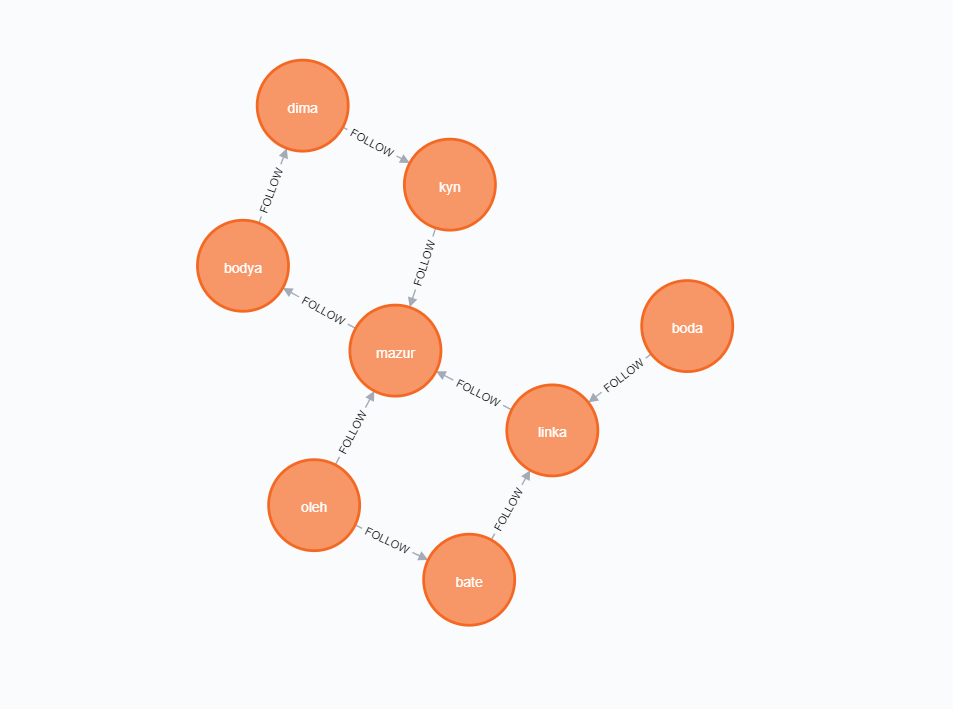 dima
FOLLOW
kyn
FOLLOW
FOLLOW
bodya
FOLLOW
boda
mazur
FOLLOW
FOLLOW
linka
FOLLOW
oleh
FOLLOW
FOLLOW
bate